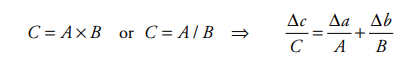 C = A × B or C = A / B ⇒ Δc/C = Δa/A + Δb/B